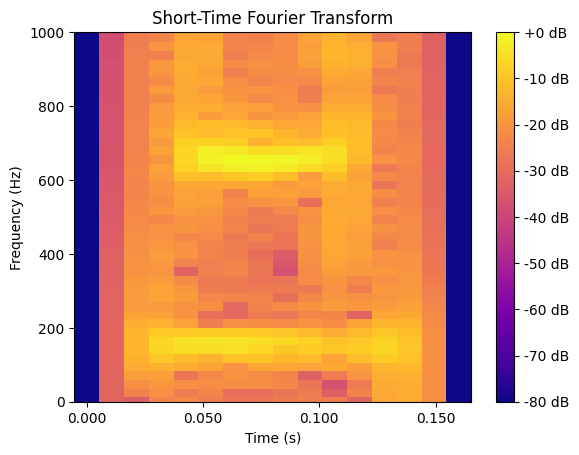 Short-Time Fourier Transform
1000
800
600
400
200
0
Frequency (Hz)
0.000
0.050
0.100
0.150
Time (s)
+0 dB
-10 dB
-20 dB
-30 dB
-40 dB
-50 dB
-60 dB
-70 dB
-80 dB